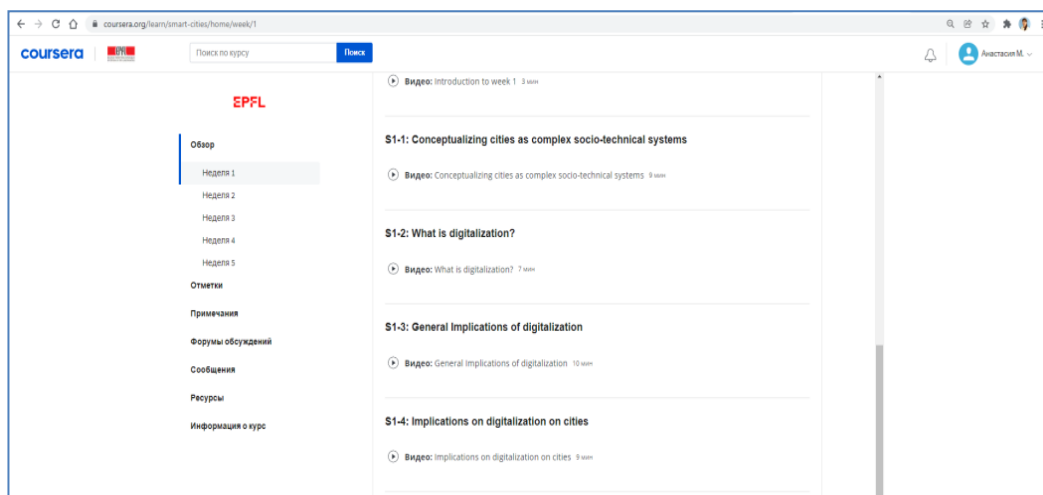 coursera.org/learn/smart-cities/home/week/1
coursera
EPFL
Поиск по курсу
Поиск
Анастасия М.
Видео: Introduction to week 1 3 мин
EPFL
Обзор
Неделя 1
Неделя 2
Неделя 3
Неделя 4
Неделя 5
Отметки
Примечания
Форумы обсуждений
Сообщения
Ресурсы
Информация о курс
S1-1: Conceptualizing cities as complex socio-technical systems
Видео: Conceptualizing cities as complex socio-technical systems 9 мин
S1-2: What is digitalization?
Видео: What is digitalization? 7 мин
S1-3: General Implications of digitalization
Видео: General Implications of digitalization 10 мин
S1-4: Implications on digitalization on cities
Видео: Implications on digitalization on cities 9 мин